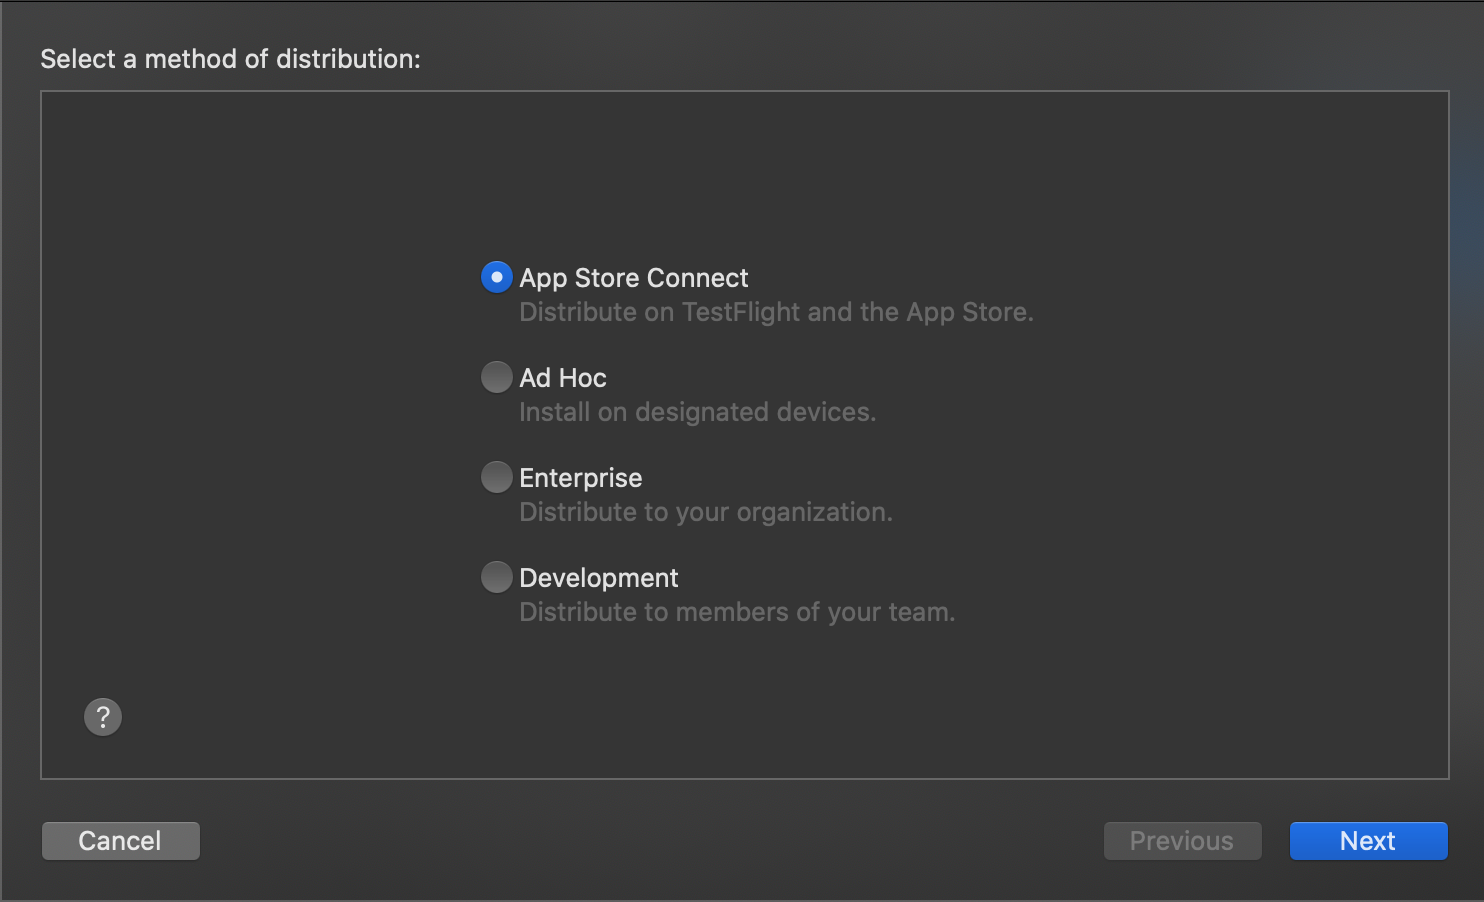 Select a method of distribution:
App Store Connect
Distribute on TestFlight and the App Store.
Ad Hoc
Install on designated devices.
Enterprise
Distribute to your organization.
Development
Distribute to members of your team.
?
Cancel
Previous
Next